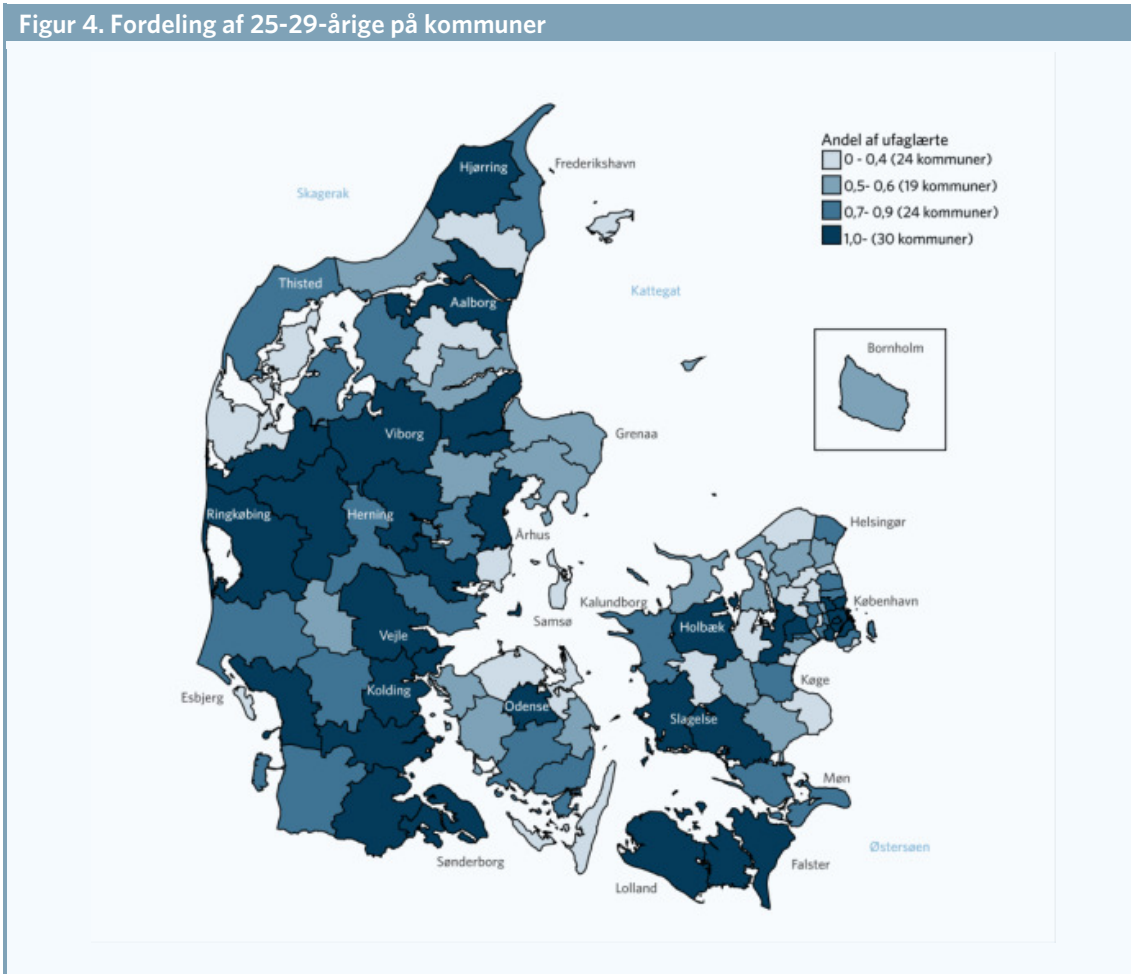 Figur 4. Fordeling af 25-29-årige på kommuner
Andel af ufaglærte
0 - 0,4 (24 kommuner)
0,5- 0,6 (19 kommuner)
0,7- 0,9 (24 kommuner)
1,0- (30 kommuner)
Hjørring
Frederikshavn
Skagerak
Thisted
Kattegat
Aalborg
Bornholm
Viborg
Grenaa
Ringkøbing
Herning
Helsingør
Århus
Kalundborg
København
Samsø
Holbæk
Vejle
Køge
Kolding
Esbjerg
Odense
Slagelse
Møn
Østersøen
Sønderborg
Falster
Lolland